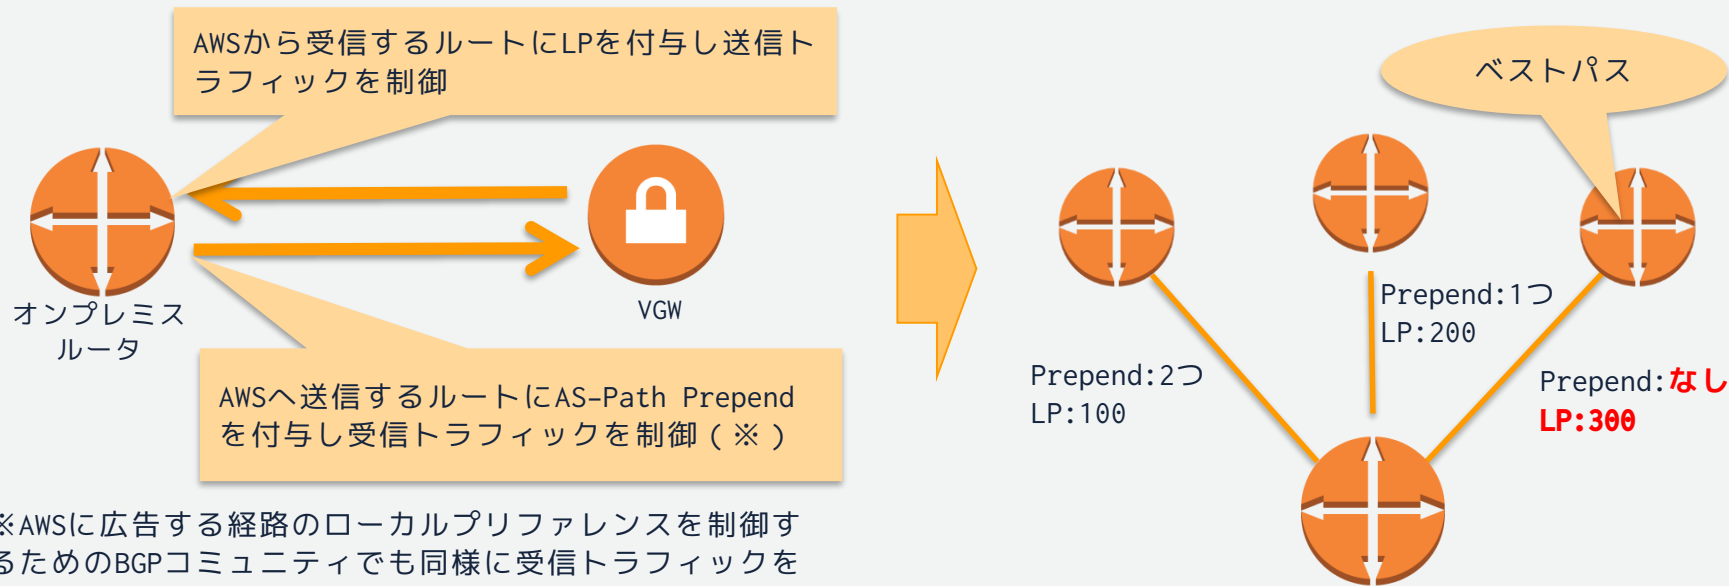 AWSから受信するルートにLPを付与し送信ト
ラフィックを制御
オンプレミス
ルータ
VGW
AWSへ送信するルートにAS-Path Prepend
を付与し受信トラフィックを制御(※)
※AWSに広告する経路のローカルプリファレンスを制御す
るためのBGPコミュニティでも同様に受信トラフィックを
ベストパス
Prepend:2つ
LP:100
Prepend:1つ
LP:200
Prepend:なし
LP:300